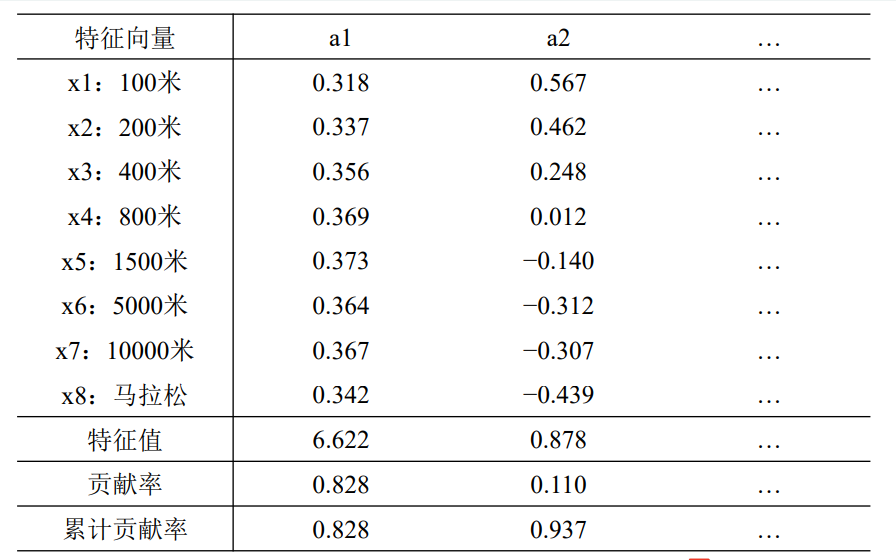 特征向量 a1 a2 …
x1：100米 0.318 0.567 …
x2：200米 0.337 0.462 …
x3：400米 0.356 0.248 …
x4：800米 0.369 0.012 …
x5：1500米 0.373 −0.140 …
x6：5000米 0.364 −0.312 …
x7：10000米 0.367 −0.307 …
x8：马拉松 0.342 −0.439 …
特征值 6.622 0.878 …
贡献率 0.828 0.110 …
累计贡献率 0.828 0.937 …